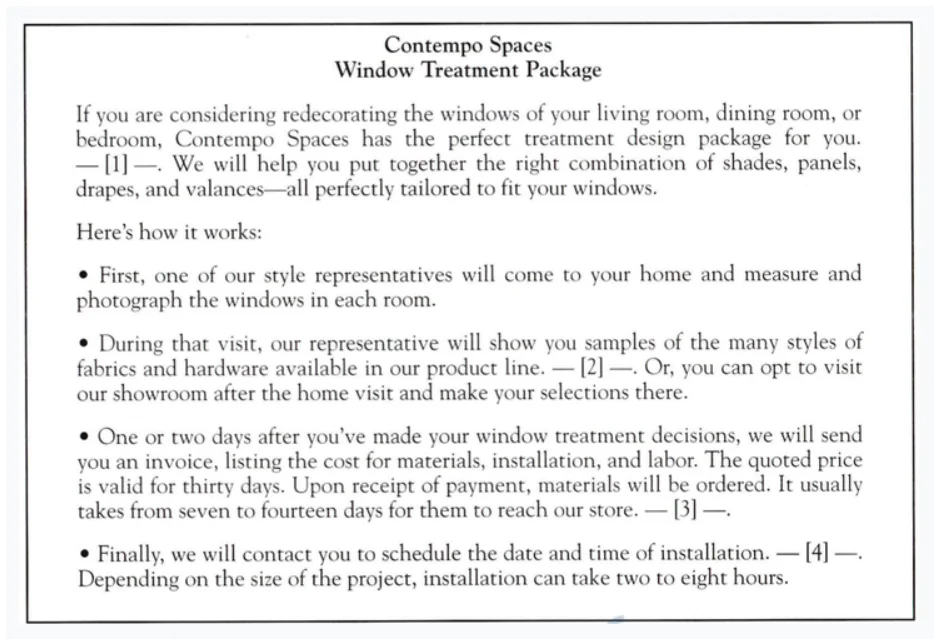 Contempo Spaces
Window Treatment Package
If you are considering redecorating the windows of your living room, dining room, or
bedroom, Contempo Spaces has the perfect treatment design package for you.
— [1] —. We will help you put together the right combination of shades, panels,
drapes, and valances—all perfectly tailored to fit your windows.
Here's how it works:
• First, one of our style representatives will come to your home and measure and
photograph the windows in each room.
• During that visit, our representative will show you samples of the many styles of
fabrics and hardware available in our product line. — [2] —. Or, you can opt to visit
our showroom after the home visit and make your selections there.
• One or two days after you've made your window treatment decisions, we will send
you an invoice, listing the cost for materials, installation, and labor. The quoted price
is valid for thirty days. Upon receipt of payment, materials will be ordered. It usually
takes from seven to fourteen days for them to reach our store. — [3] —.
• Finally, we will contact you to schedule the date and time of installation. — [4] —.
Depending on the size of the project, installation can take two to eight hours.